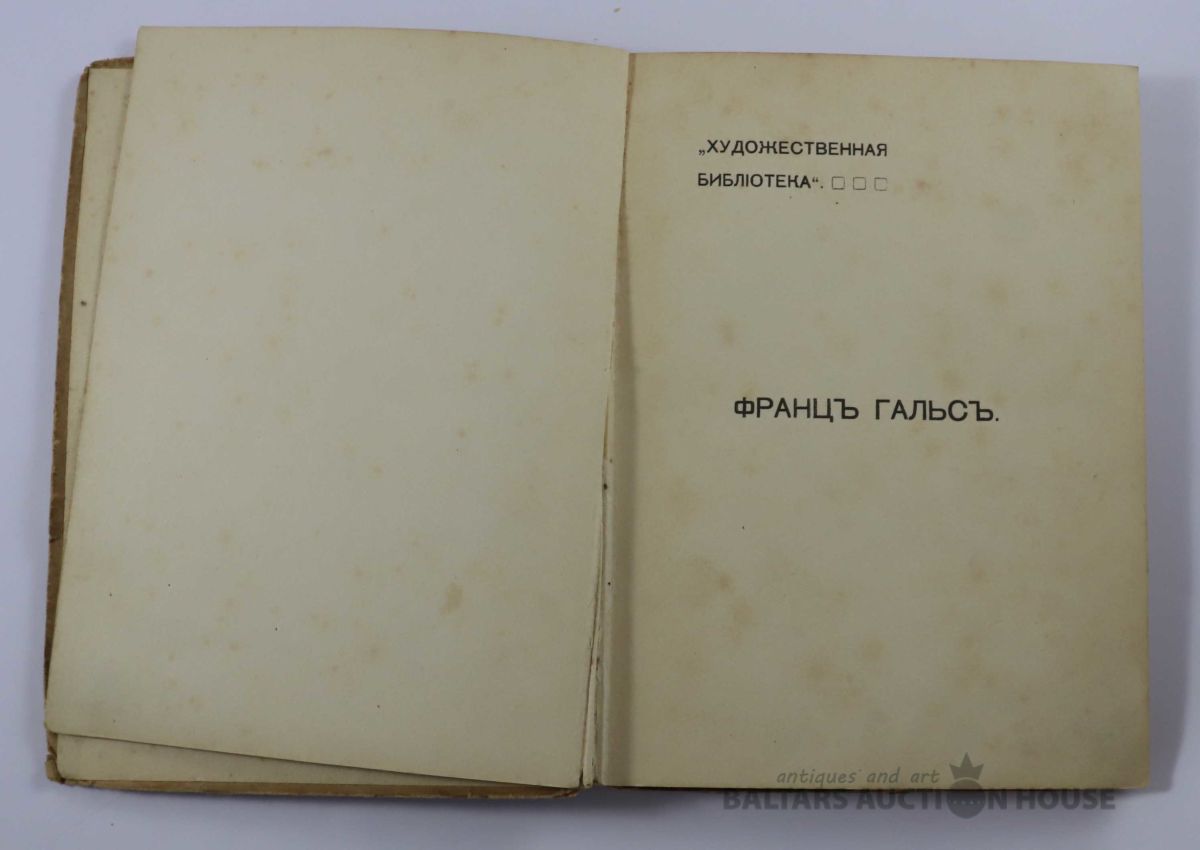 „ХУДОЖЕСТВЕННАЯ
БИБЛІОТЕКА“. □ □ □
ФРАНЦЪ ГАЛЬСЪ.
antiques and art
BALTARS AUCTION HOUSE